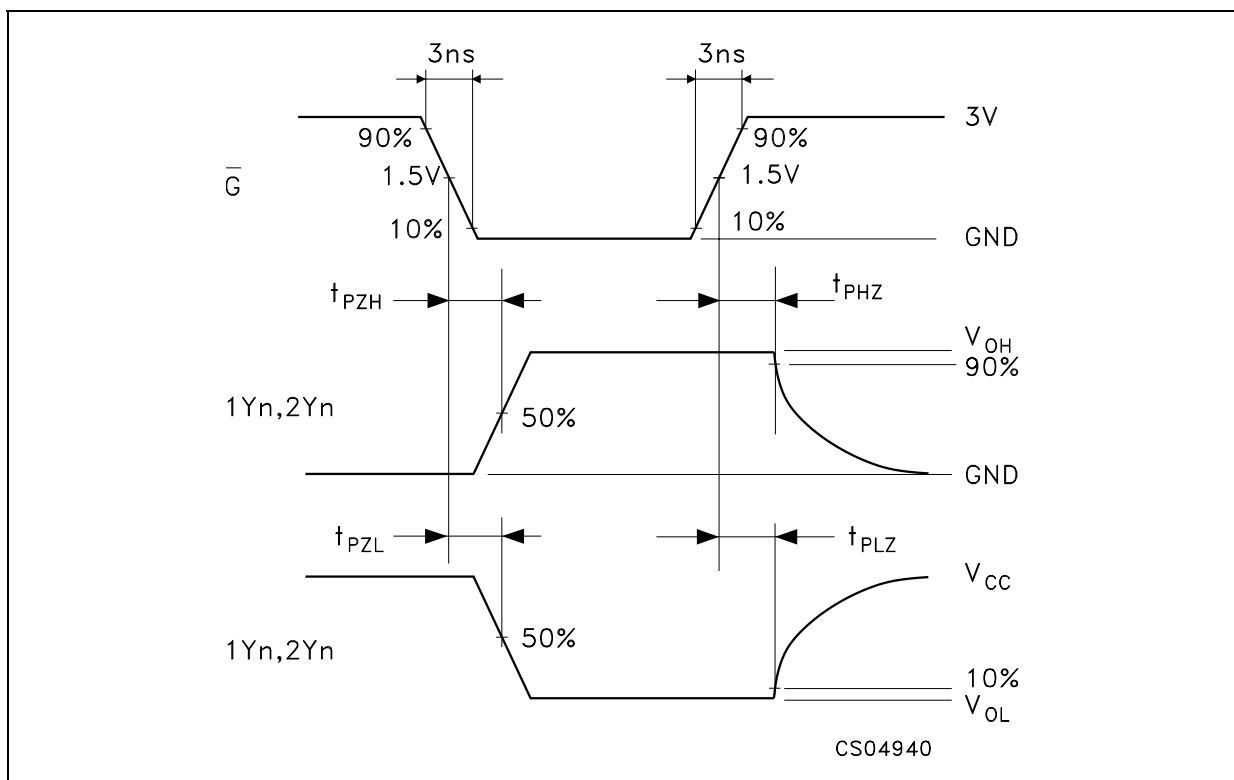 3ns 3ns
3V
90% 90%
G̅ 1.5V 1.5V
10% 10%
GND
tPZH tPHZ
VOH
90%
1Yn,2Yn 50%
GND
tPZL tPLZ
VCC
1Yn,2Yn 50%
10%
VOL
CS04940